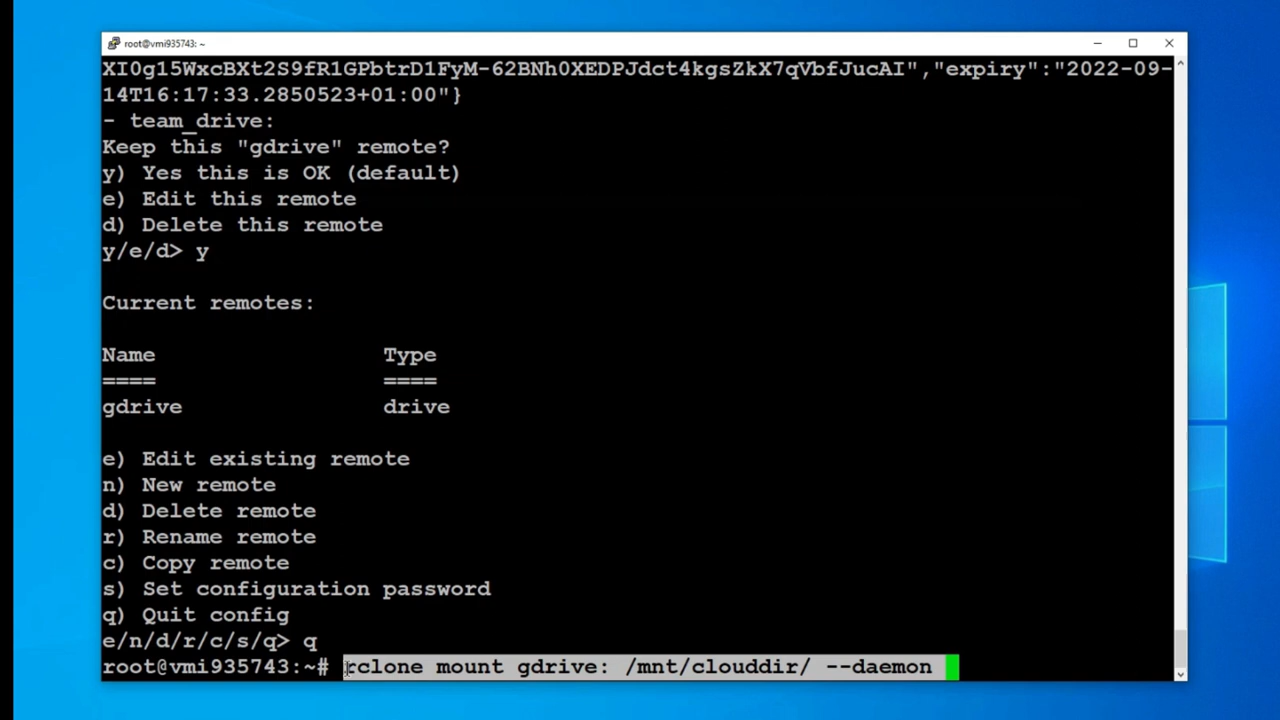 root@vmi935743: ~
XI0g15WxcBXt2S9fR1GPbtrD1FyM-62BNh0XEDPJdct4kgsZkX7qVbfJucAI","expiry":"2022-09-
14T16:17:33.2850523+01:00"}
- team_drive:
Keep this "gdrive" remote?
y) Yes this is OK (default)
e) Edit this remote
d) Delete this remote
y/e/d> y
Current remotes:
Name Type
==== ====
gdrive drive
e) Edit existing remote
n) New remote
d) Delete remote
r) Rename remote
c) Copy remote
s) Set configuration password
q) Quit config
e/n/d/r/c/s/q> q
root@vmi935743:~# rclone mount gdrive: /mnt/clouddir/ --daemon